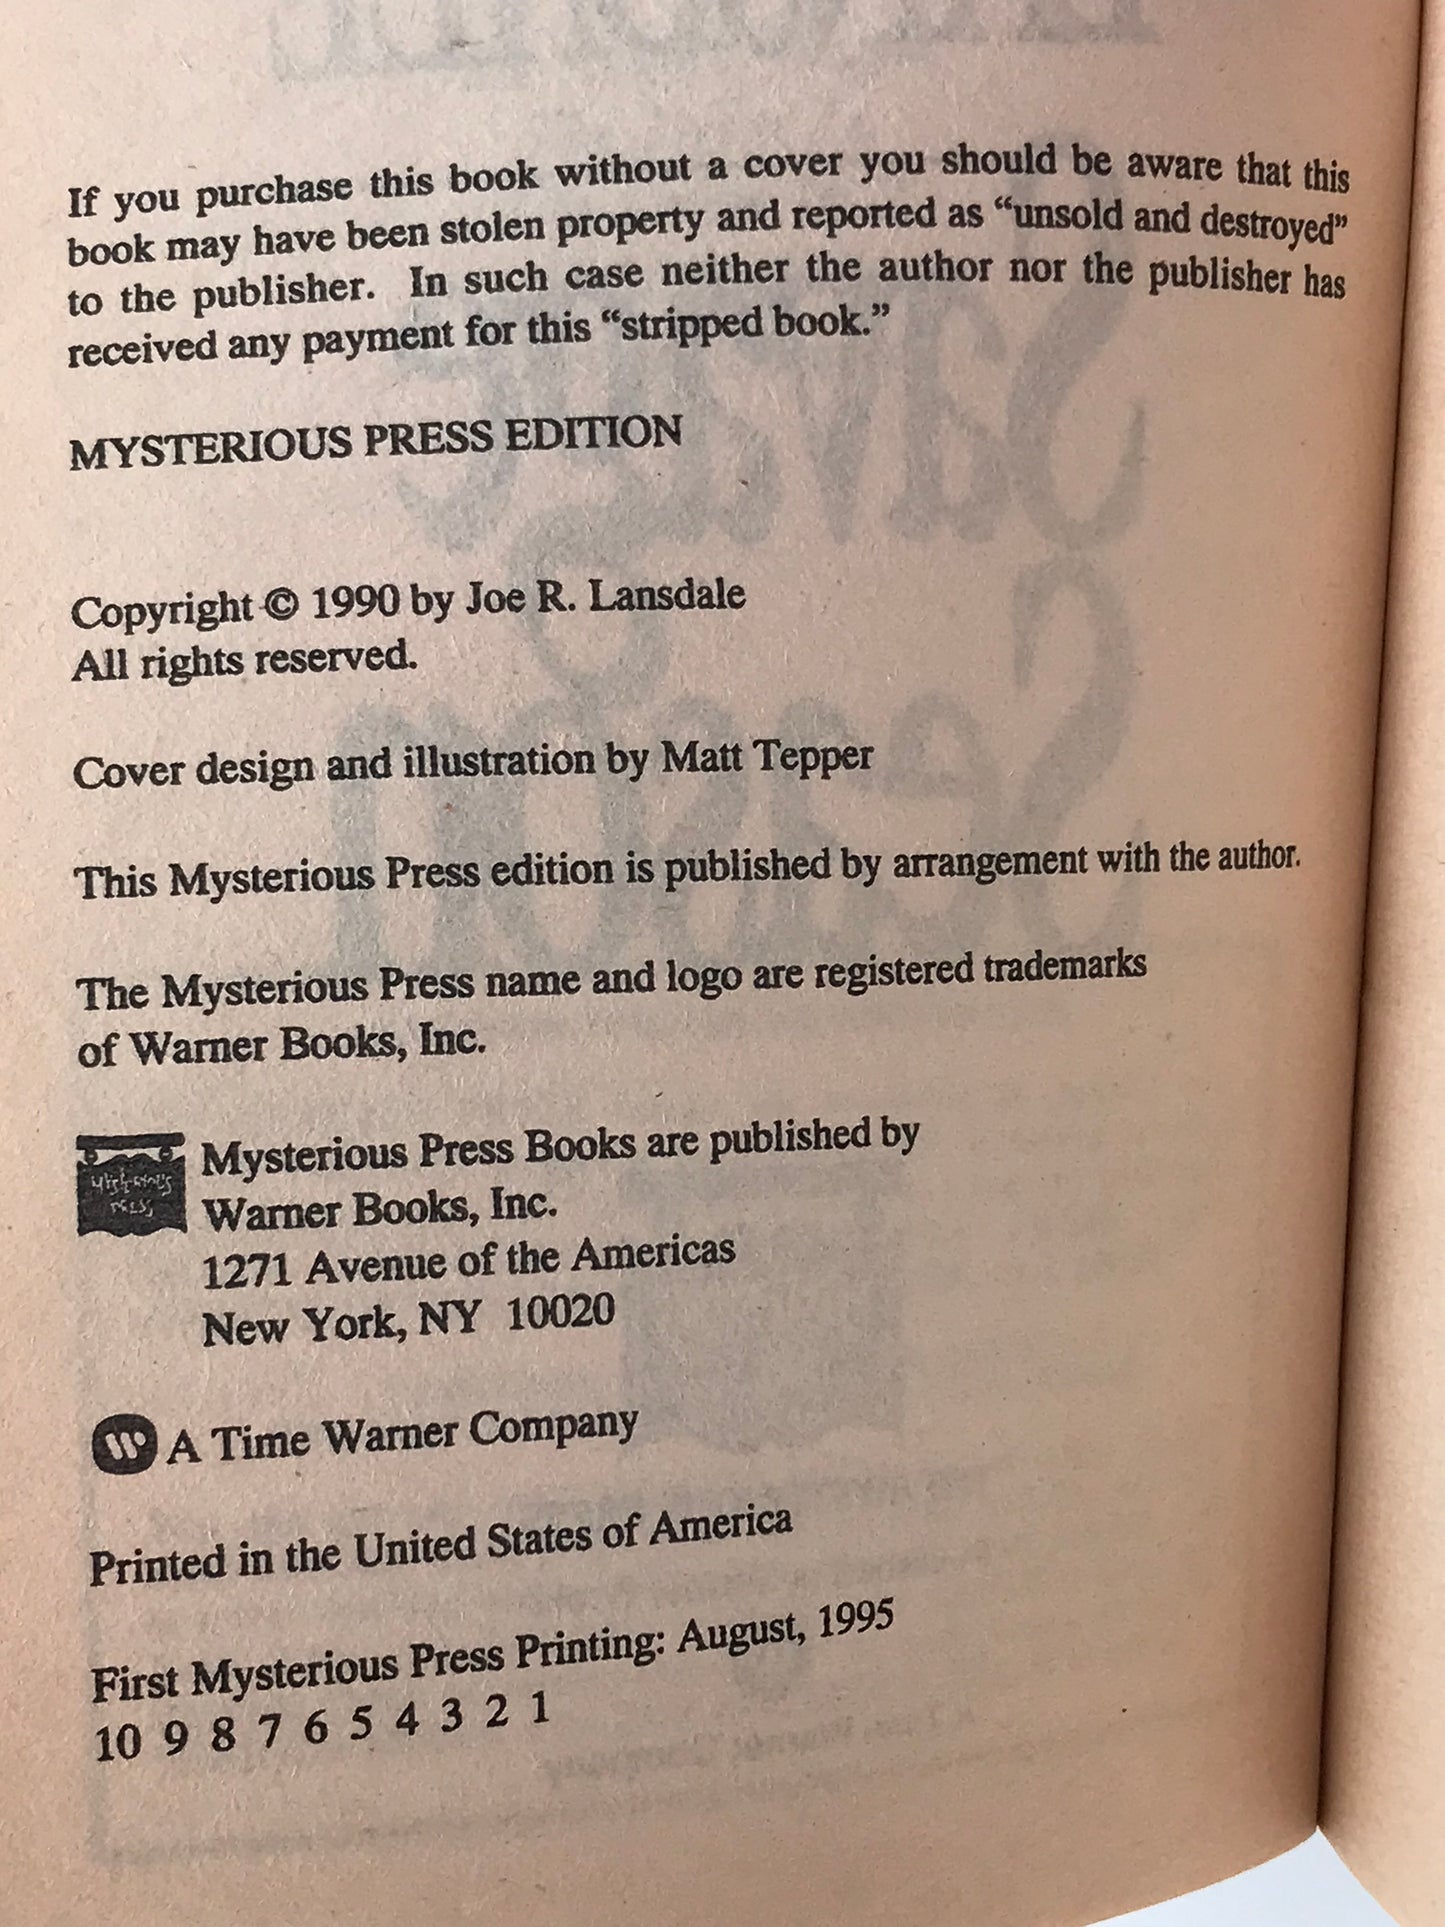 If you purchase this book without a cover you should be aware that this
book may have been stolen property and reported as “unsold and destroyed”
to the publisher. In such case neither the author nor the publisher has
received any payment for this “stripped book.”
MYSTERIOUS PRESS EDITION
Copyright © 1990 by Joe R. Lansdale
All rights reserved.
Cover design and illustration by Matt Tepper
This Mysterious Press edition is published by arrangement with the author.
The Mysterious Press name and logo are registered trademarks
of Warner Books, Inc.
MYSTERIOUS
PRESS
Mysterious Press Books are published by
Warner Books, Inc.
1271 Avenue of the Americas
New York, NY 10020
A Time Warner Company
Printed in the United States of America
First Mysterious Press Printing: August, 1995
10 9 8 7 6 5 4 3 2 1